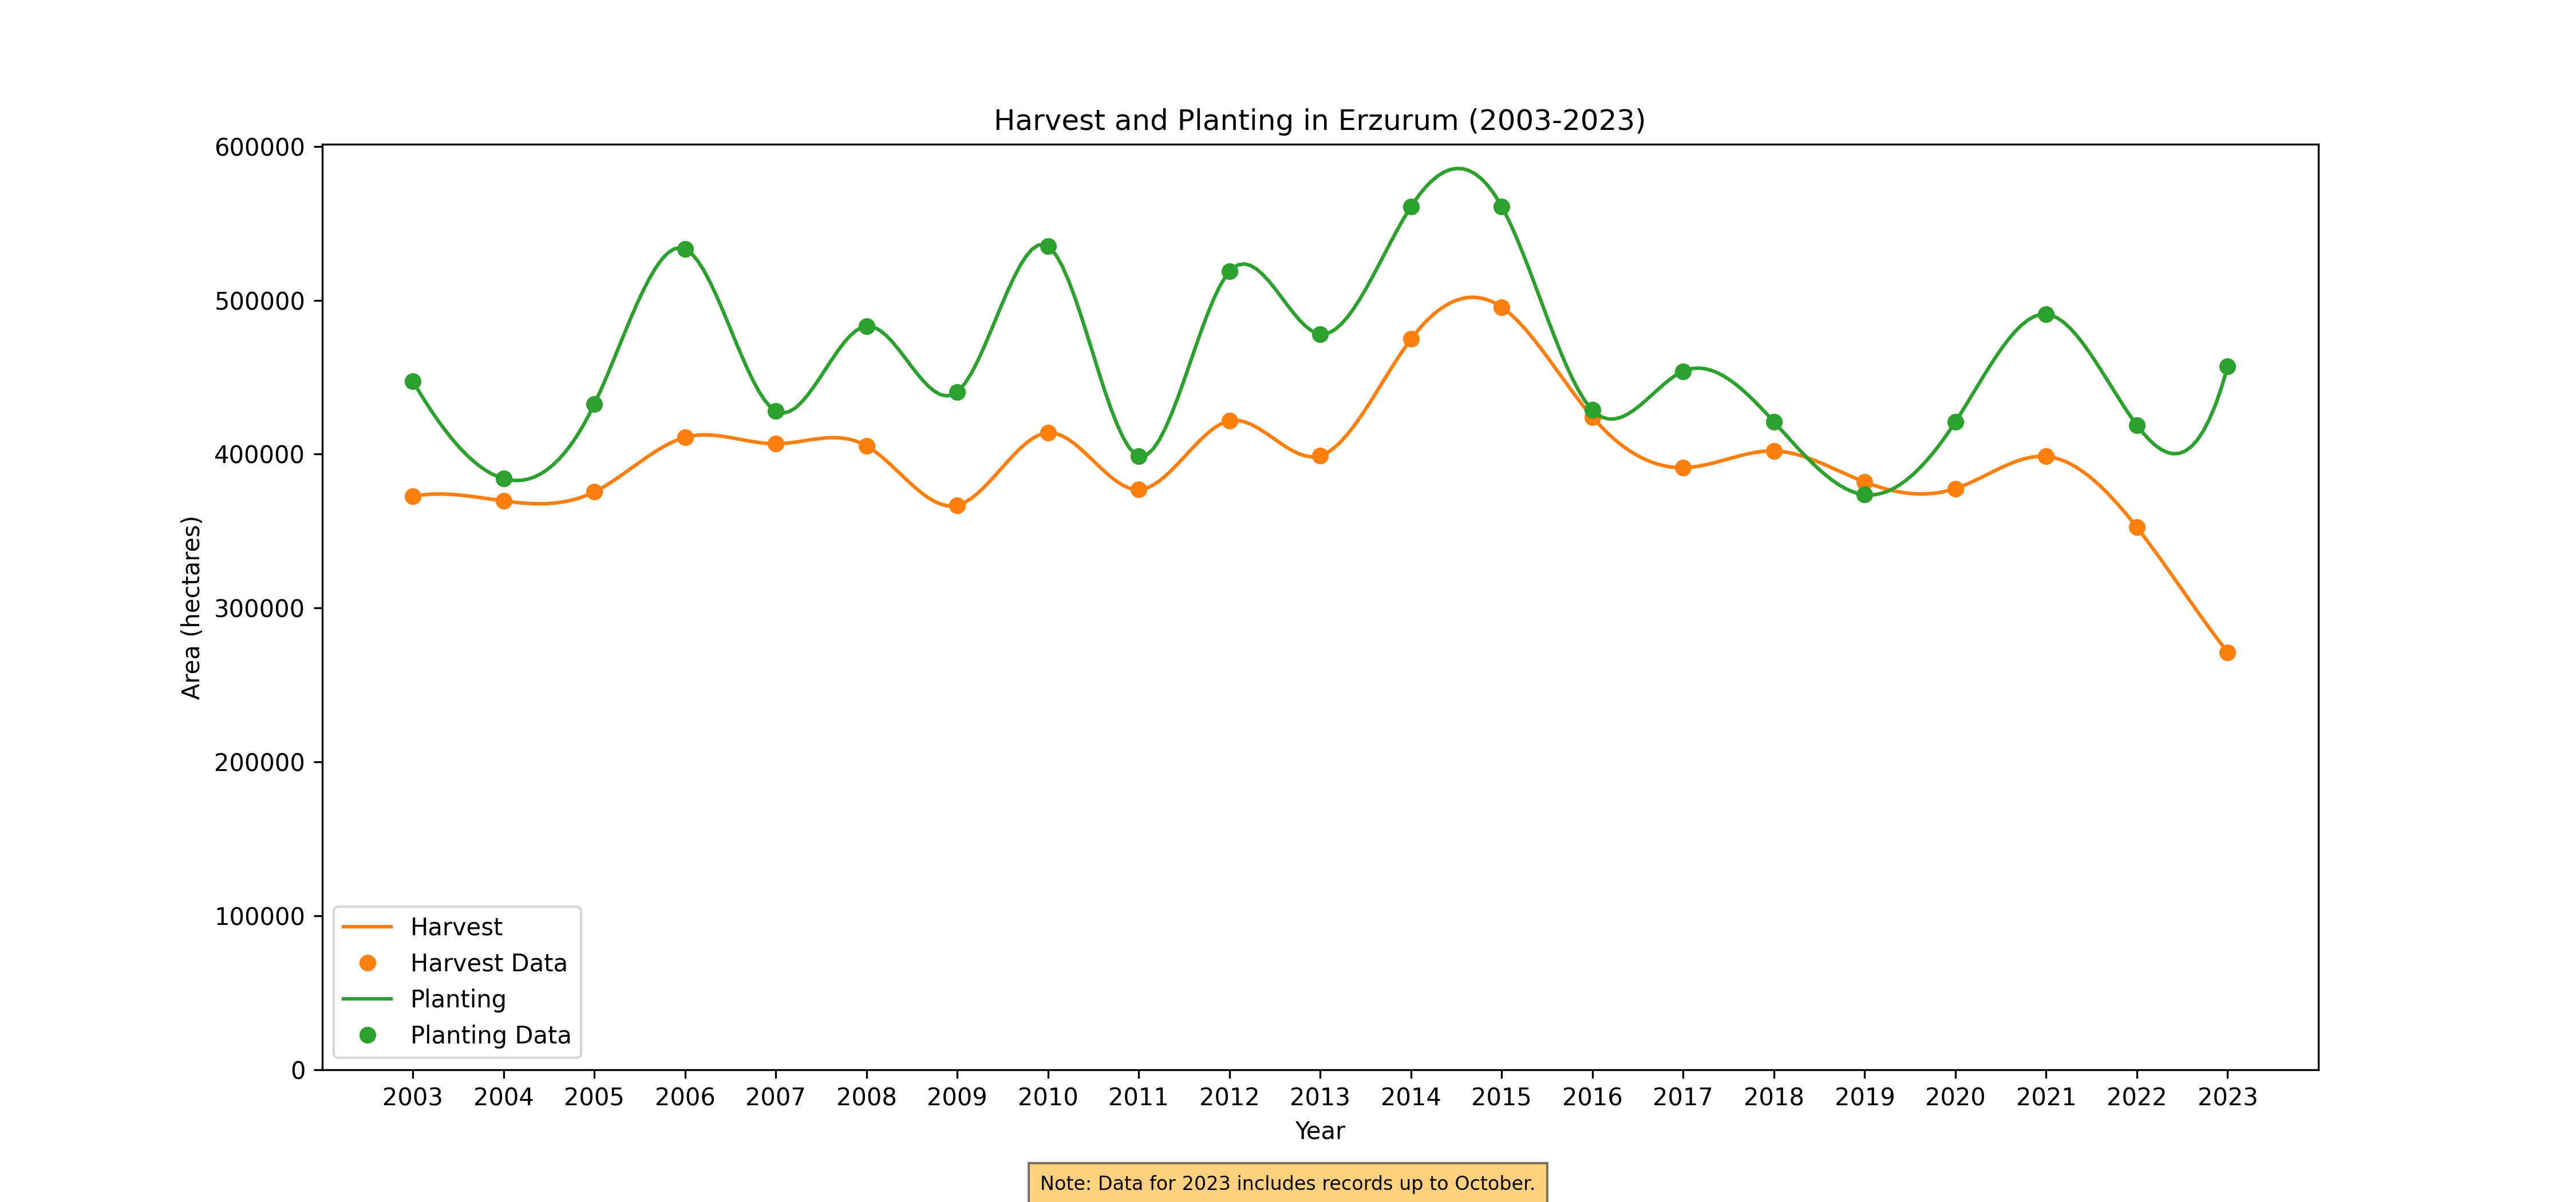 Harvest and Planting in Erzurum (2003-2023)
600000
500000
400000
300000
200000
100000
0
Area (hectares)
Harvest
Harvest Data
Planting
Planting Data
2003 2004 2005 2006 2007 2008 2009 2010 2011 2012 2013 2014 2015 2016 2017 2018 2019 2020 2021 2022 2023
Year
Note: Data for 2023 includes records up to October.